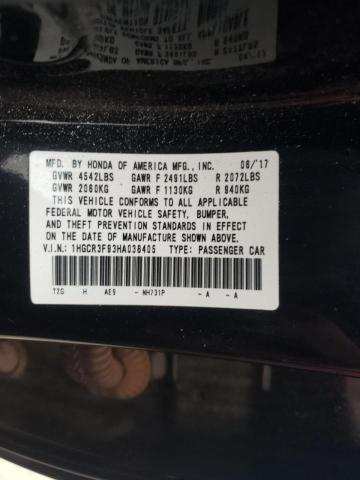 MFD. BY HONDA OF AMERICA MFG., INC. 06/'17
GVWR 4542LBS GAWR F 2491LBS R 2072LBS
GVWR 2060KG GAWR F 1130KG R 940KG
THIS VEHICLE CONFORMS TO ALL APPLICABLE
FEDERAL MOTOR VEHICLE SAFETY, BUMPER,
AND THEFT PREVENTION STANDARDS IN EFFECT
ON THE DATE OF MANUFACTURE SHOWN ABOVE.
V.I.N.: 1HGCR3F93HA038405 TYPE: PASSENGER CAR
T2G H AE9 - NH731P - A - A